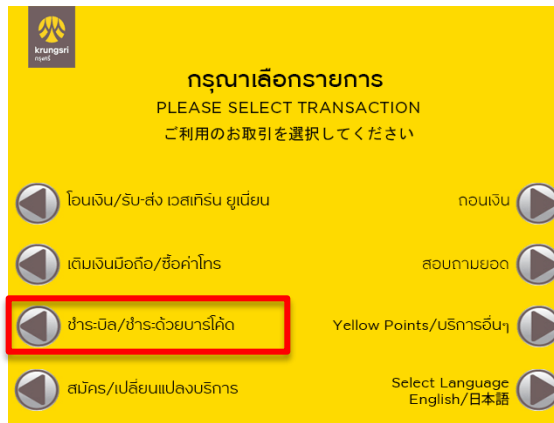 krungsri
กรุงศรี
กรุณาเลือกรายการ
PLEASE SELECT TRANSACTION
ご利用のお取引を選択してください
โอนเงิน/รับ-ส่ง เวสเทิร์น ยูเนี่ยน
ถอนเงิน
เติมเงินมือถือ/ซื้อค่าโทร
สอบถามยอด
ชำระบิล/ชำระด้วยบาร์โค้ด
Yellow Points/บริการอื่นๆ
สมัคร/เปลี่ยนแปลงบริการ
Select Language
English/日本語